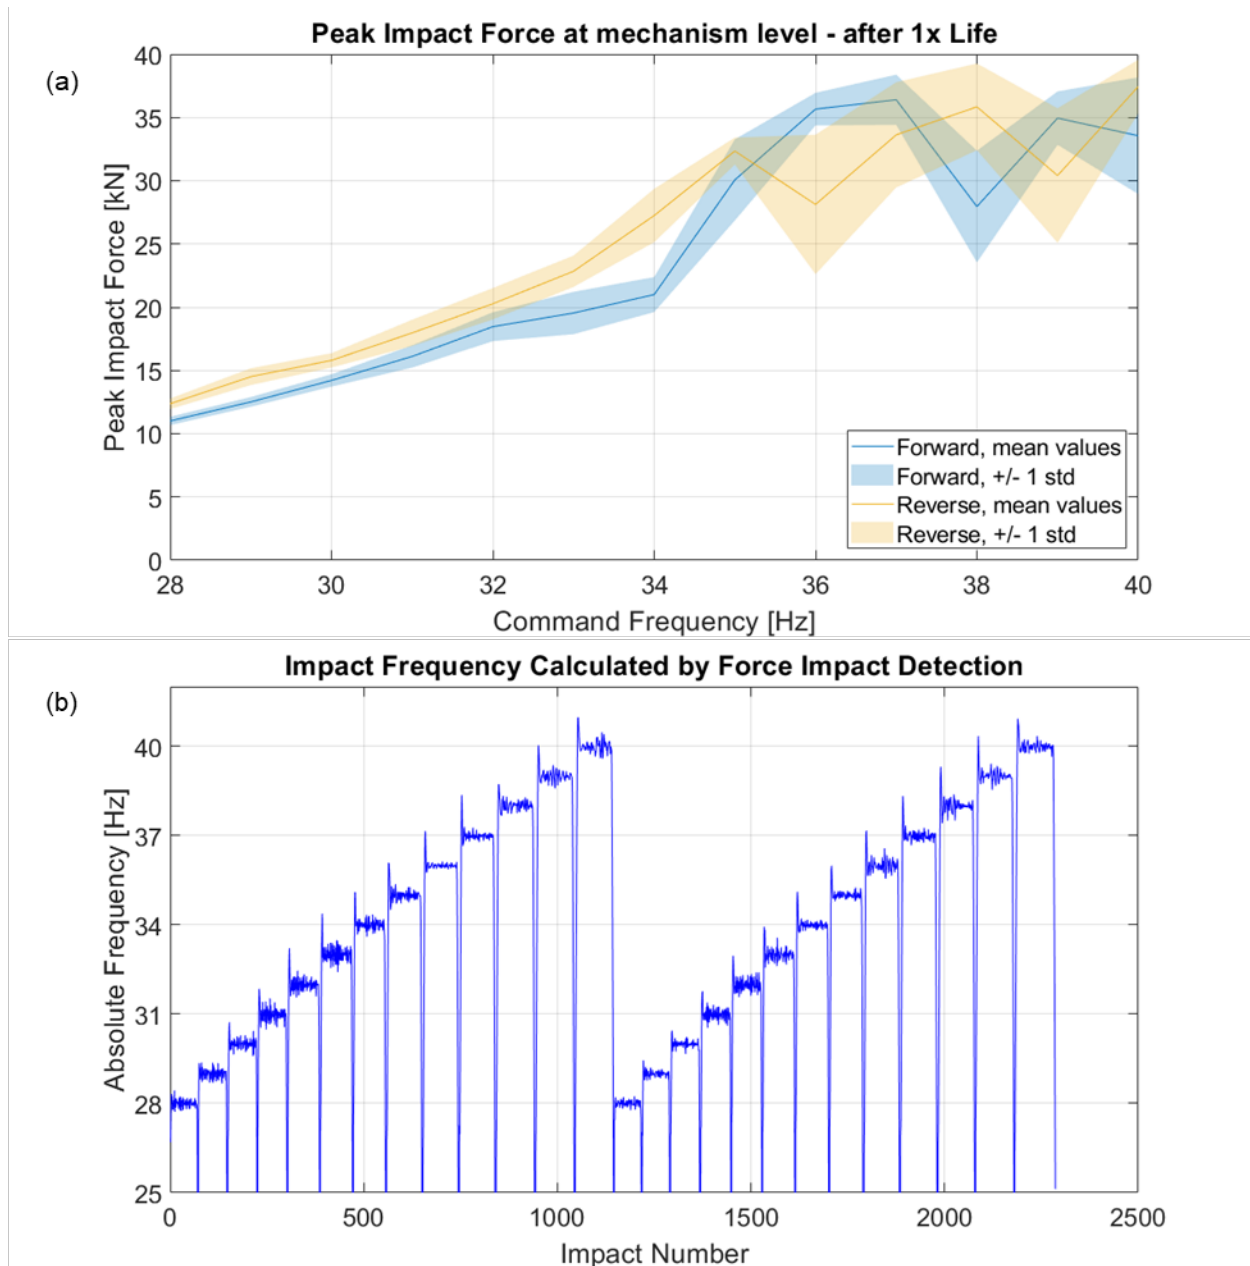 Peak Impact Force at mechanism level - after 1x Life
(a)
Peak Impact Force [kN]
40
35
30
25
20
15
10
5
0
Forward, mean values
Forward, +/- 1 std
Reverse, mean values
Reverse, +/- 1 std
28 30 32 34 36 38 40
Command Frequency [Hz]
Impact Frequency Calculated by Force Impact Detection
(b)
Absolute Frequency [Hz]
40
37
34
31
28
25
0 500 1000 1500 2000 2500
Impact Number